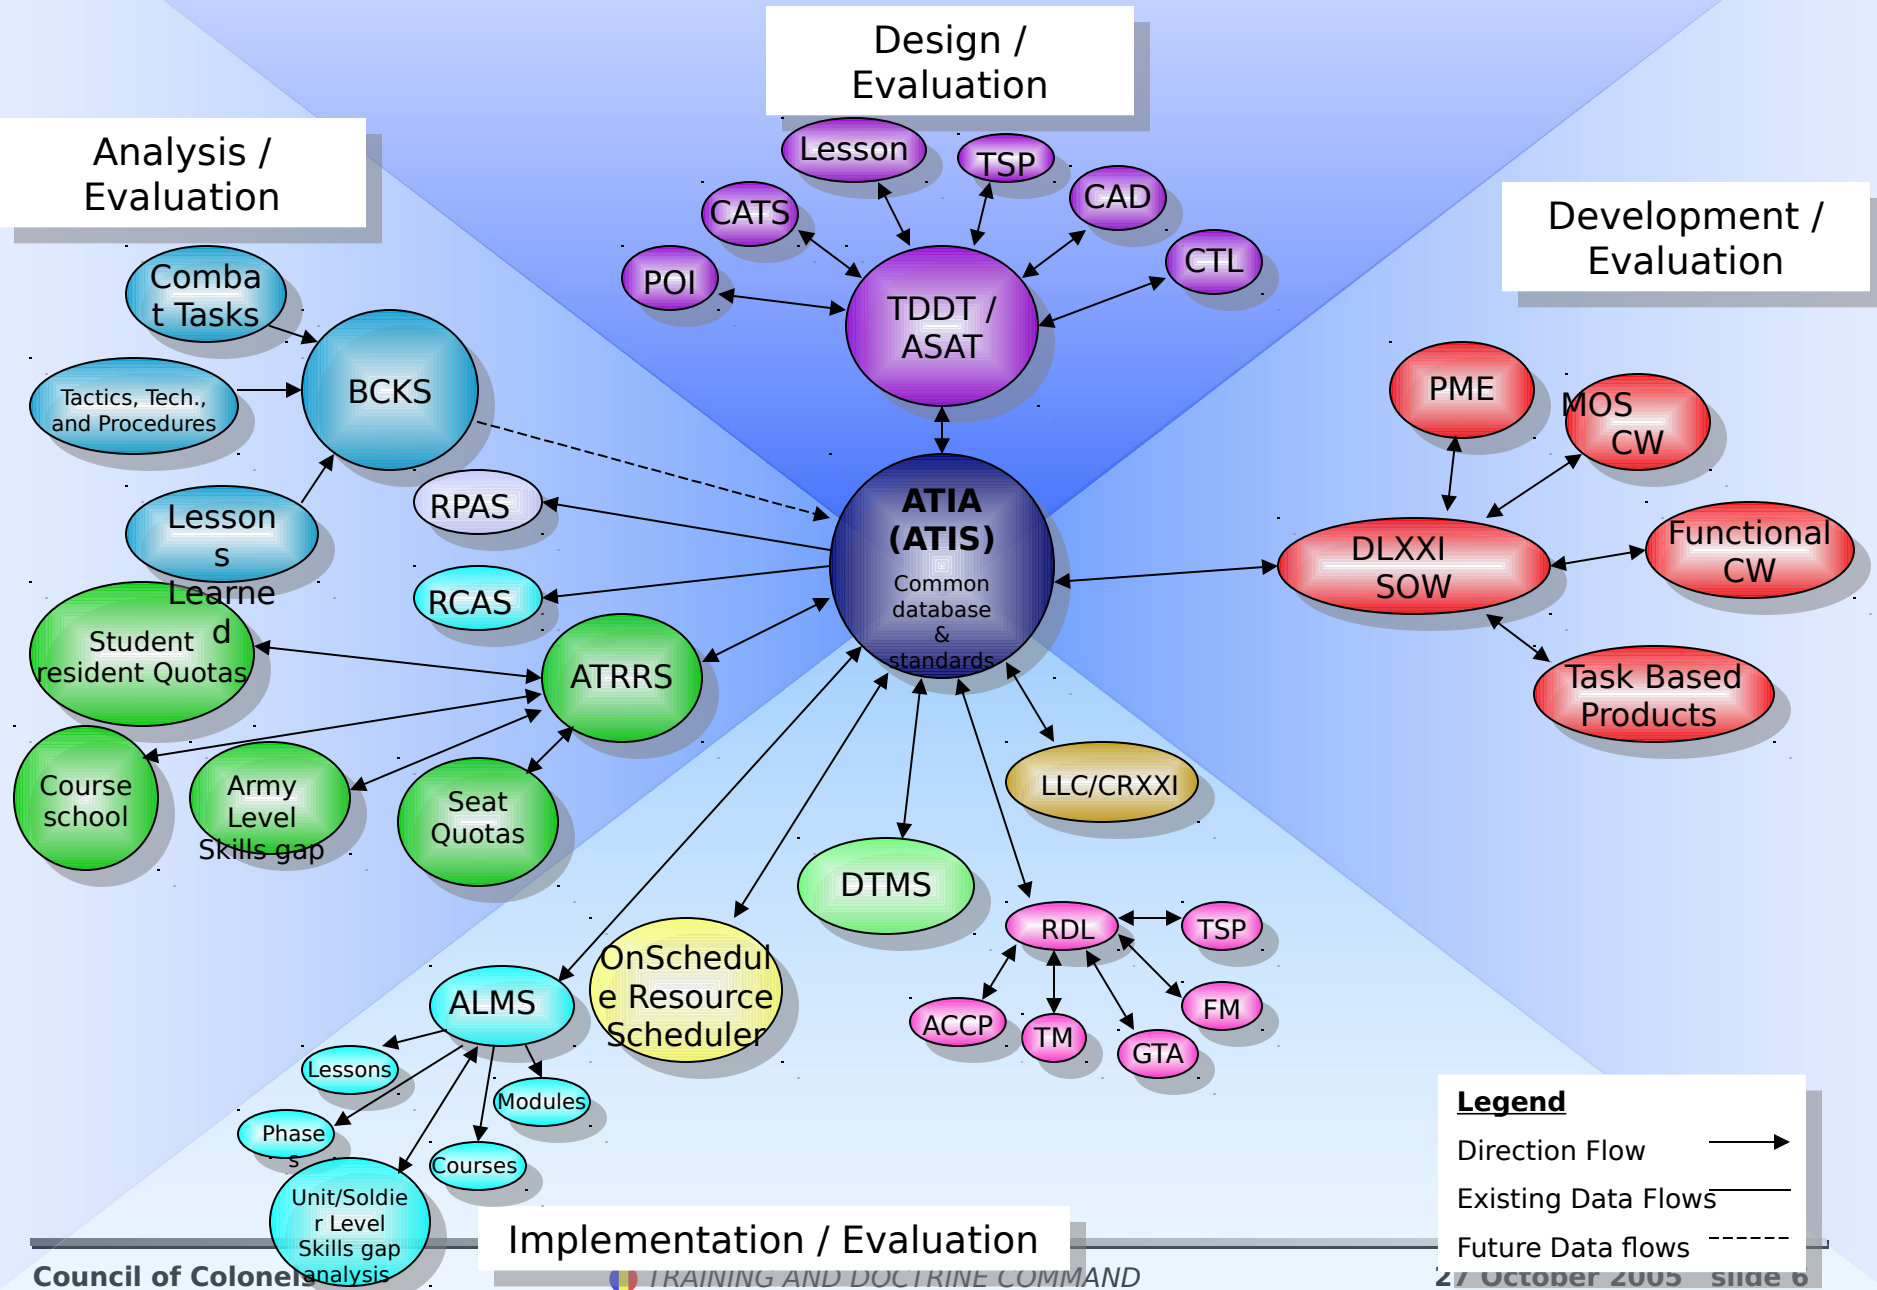 Design /
Evaluation
Analysis /
Evaluation
Development /
Evaluation
Lesson
TSP
CATS
CAD
POI
CTL
TDDT /
ASAT
Comba
t Tasks
Tactics, Tech.,
and Procedures
BCKS
Lesson
s
Learne
d
RPAS
RCAS
ATIA
(ATIS)
Common
database
&
standards
PME
MOS
CW
DLXXI
SOW
Functional
CW
Task Based
Products
Student
resident Quotas
ATRRS
Course
school
Army
Level
Skills gap
Seat
Quotas
LLC/CRXXI
DTMS
OnSchedul
e Resource
Scheduler
RDL
TSP
FM
GTA
TM
ACCP
ALMS
Lessons
Phase
s
Modules
Courses
Unit/Soldie
r Level
Skills gap
analysis
Implementation / Evaluation
Legend
Direction Flow
Existing Data Flows
Future Data flows
Council of Colonels
TRAINING AND DOCTRINE COMMAND
27 October 2005 slide 6